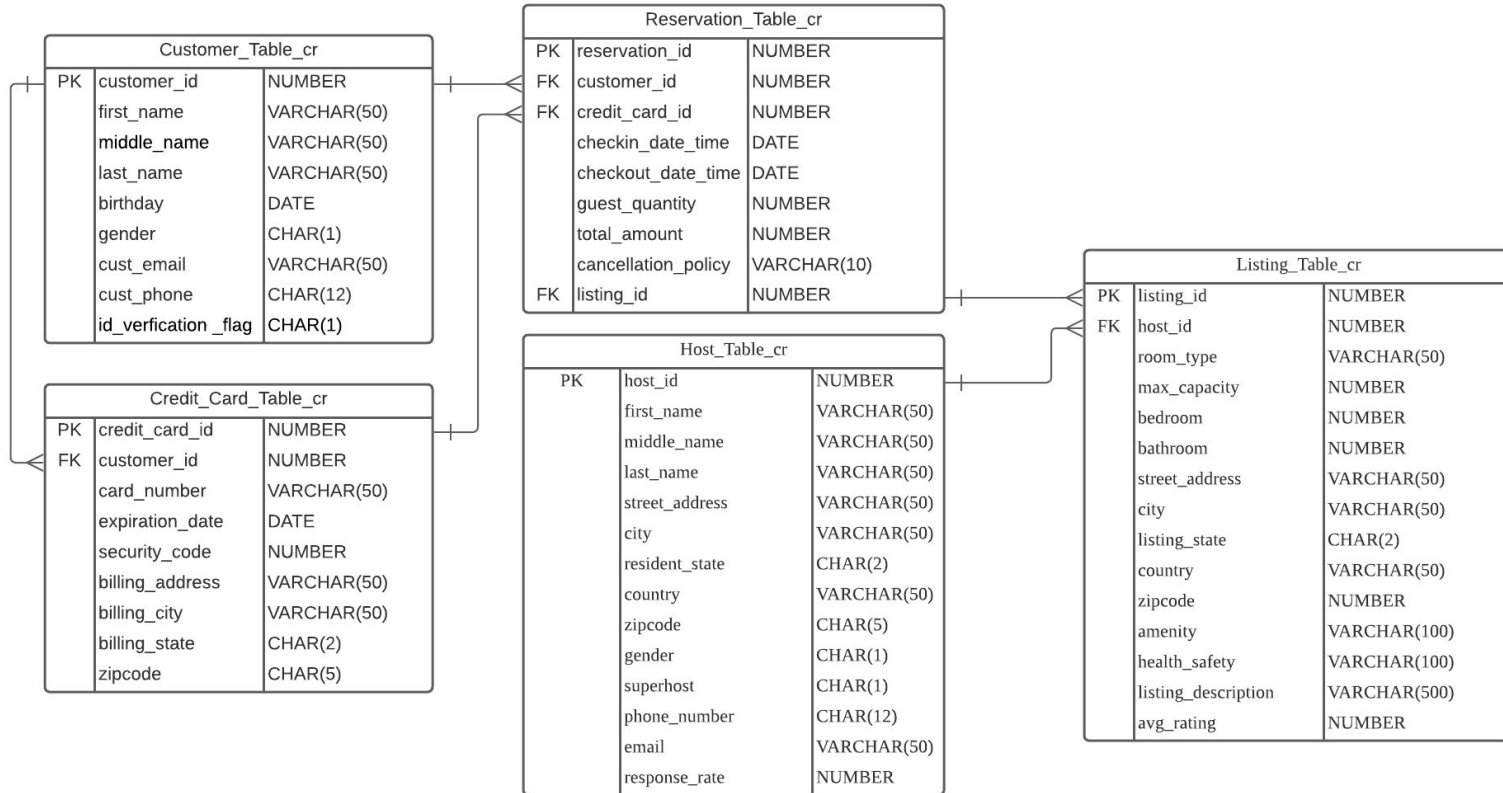 Customer_Table_cr
PK customer_id NUMBER
first_name VARCHAR(50)
middle_name VARCHAR(50)
last_name VARCHAR(50)
birthday DATE
gender CHAR(1)
cust_email VARCHAR(50)
cust_phone CHAR(12)
id_verfication _flag CHAR(1)
Credit_Card_Table_cr
PK credit_card_id NUMBER
FK customer_id NUMBER
card_number VARCHAR(50)
expiration_date DATE
security_code NUMBER
billing_address VARCHAR(50)
billing_city VARCHAR(50)
billing_state CHAR(2)
zipcode CHAR(5)
Reservation_Table_cr
PK reservation_id NUMBER
FK customer_id NUMBER
FK credit_card_id NUMBER
checkin_date_time DATE
checkout_date_time DATE
guest_quantity NUMBER
total_amount NUMBER
cancellation_policy VARCHAR(10)
FK listing_id NUMBER
Host_Table_cr
PK host_id NUMBER
first_name VARCHAR(50)
middle_name VARCHAR(50)
last_name VARCHAR(50)
street_address VARCHAR(50)
city VARCHAR(50)
resident_state CHAR(2)
country VARCHAR(50)
zipcode CHAR(5)
gender CHAR(1)
superhost CHAR(1)
phone_number CHAR(12)
email VARCHAR(50)
response_rate NUMBER
Listing_Table_cr
PK listing_id NUMBER
FK host_id NUMBER
room_type VARCHAR(50)
max_capacity NUMBER
bedroom NUMBER
bathroom NUMBER
street_address VARCHAR(50)
city VARCHAR(50)
listing_state CHAR(2)
country VARCHAR(50)
zipcode NUMBER
amenity VARCHAR(100)
health_safety VARCHAR(100)
listing_description VARCHAR(500)
avg_rating NUMBER